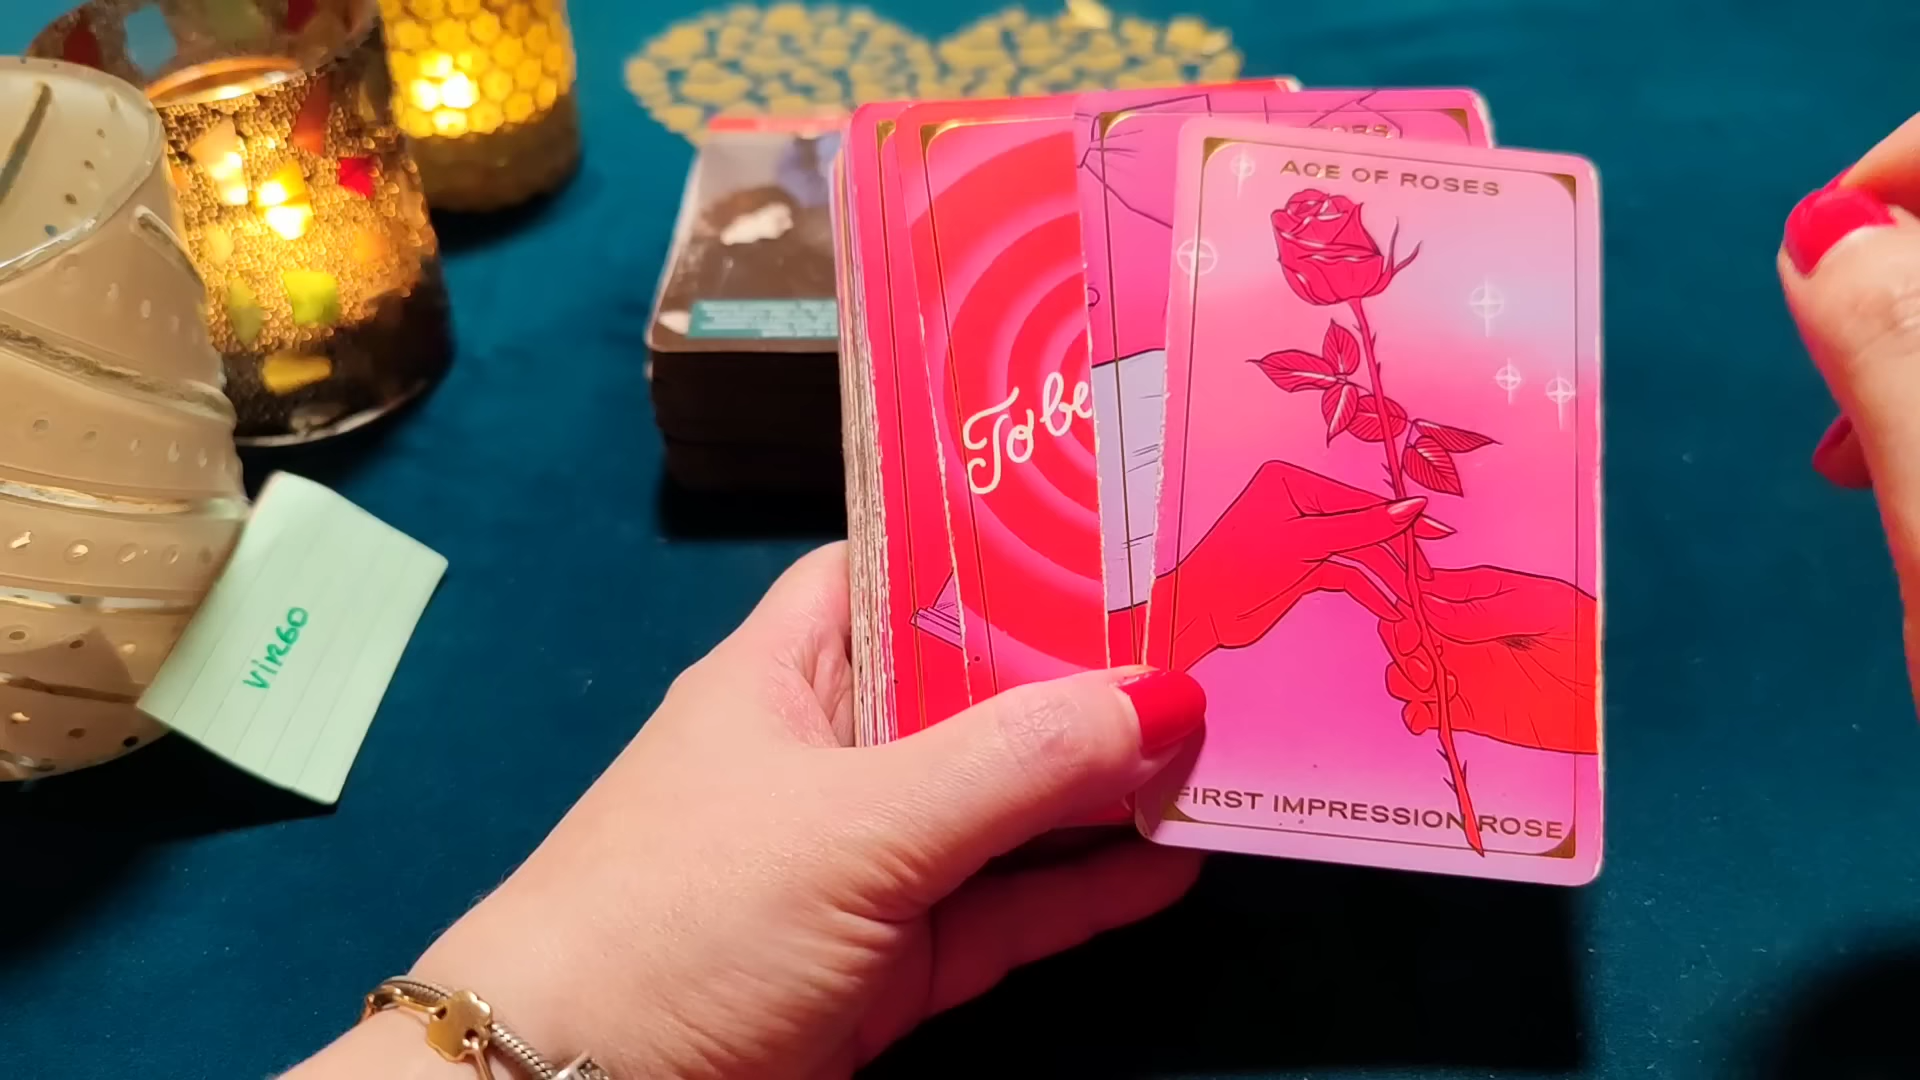 ACE OF ROSES
To be
FIRST IMPRESSION ROSE
VIRGO